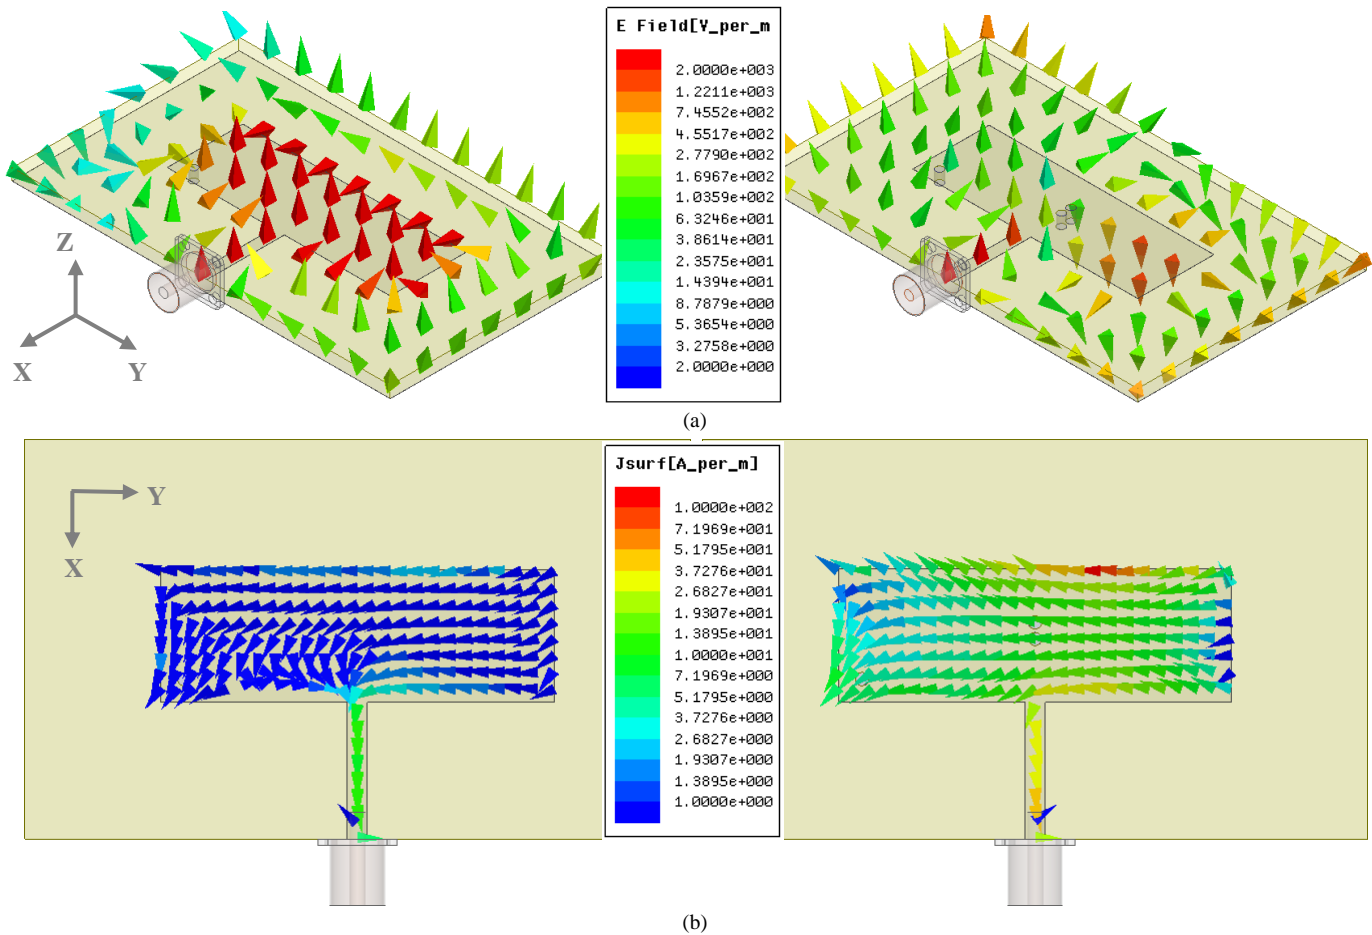 E Field[V_per_m
2.0000e+003
1.2211e+003
7.4552e+002
4.5517e+002
2.7790e+002
1.6967e+002
1.0359e+002
6.3246e+001
3.8614e+001
2.3575e+001
1.4394e+001
8.7879e+000
5.3654e+000
3.2758e+000
2.0000e+000
Z
X
Y
(a)
Jsurf[A_per_m]
1.0000e+002
7.1969e+001
5.1795e+001
3.7276e+001
2.6827e+001
1.9307e+001
1.3895e+001
1.0000e+001
7.1969e+000
5.1795e+000
3.7276e+000
2.6827e+000
1.9307e+000
1.3895e+000
1.0000e+000
Y
X
(b)